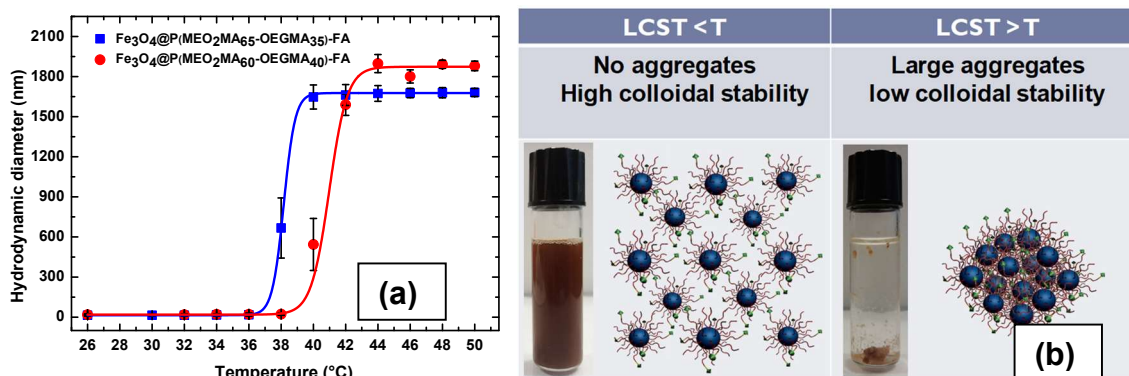 Fe3O4@P(MEO2MA65-OEGMA35)-FA
Fe3O4@P(MEO2MA60-OEGMA40)-FA
Hydrodynamic diameter (nm)
2100
1800
1500
1200
900
600
300
0
(a)
26 28 30 32 34 36 38 40 42 44 46 48 50
Temperature (°C)
LCST < T
LCST > T
No aggregates
High colloidal stability
Large aggregates
low colloidal stability
(b)